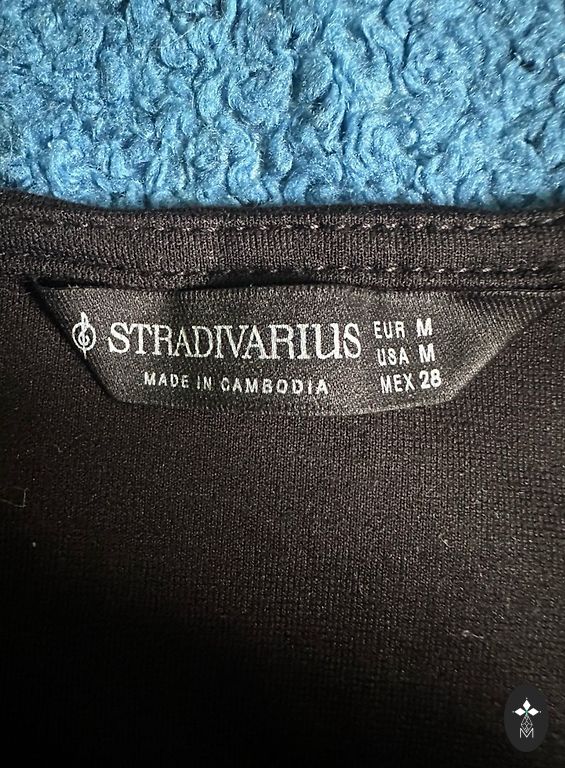 STRADIVARIUS
MADE IN CAMBODIA
EUR M
USA M
MEX 28
M